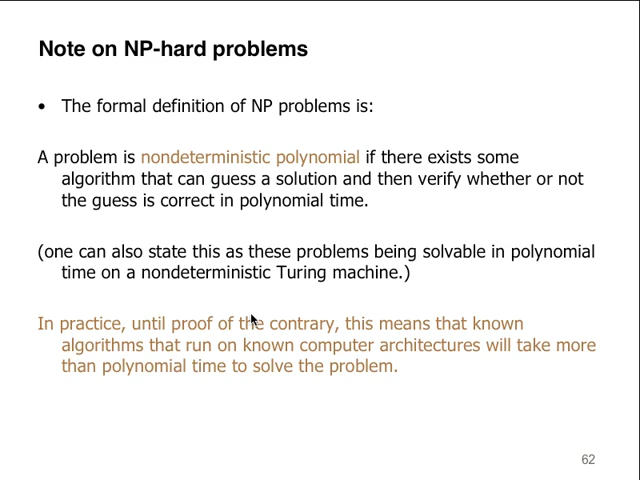 Note on NP-hard problems
• The formal definition of NP problems is:
A problem is nondeterministic polynomial if there exists some
algorithm that can guess a solution and then verify whether or not
the guess is correct in polynomial time.
(one can also state this as these problems being solvable in polynomial
time on a nondeterministic Turing machine.)
In practice, until proof of the contrary, this means that known
algorithms that run on known computer architectures will take more
than polynomial time to solve the problem.
62